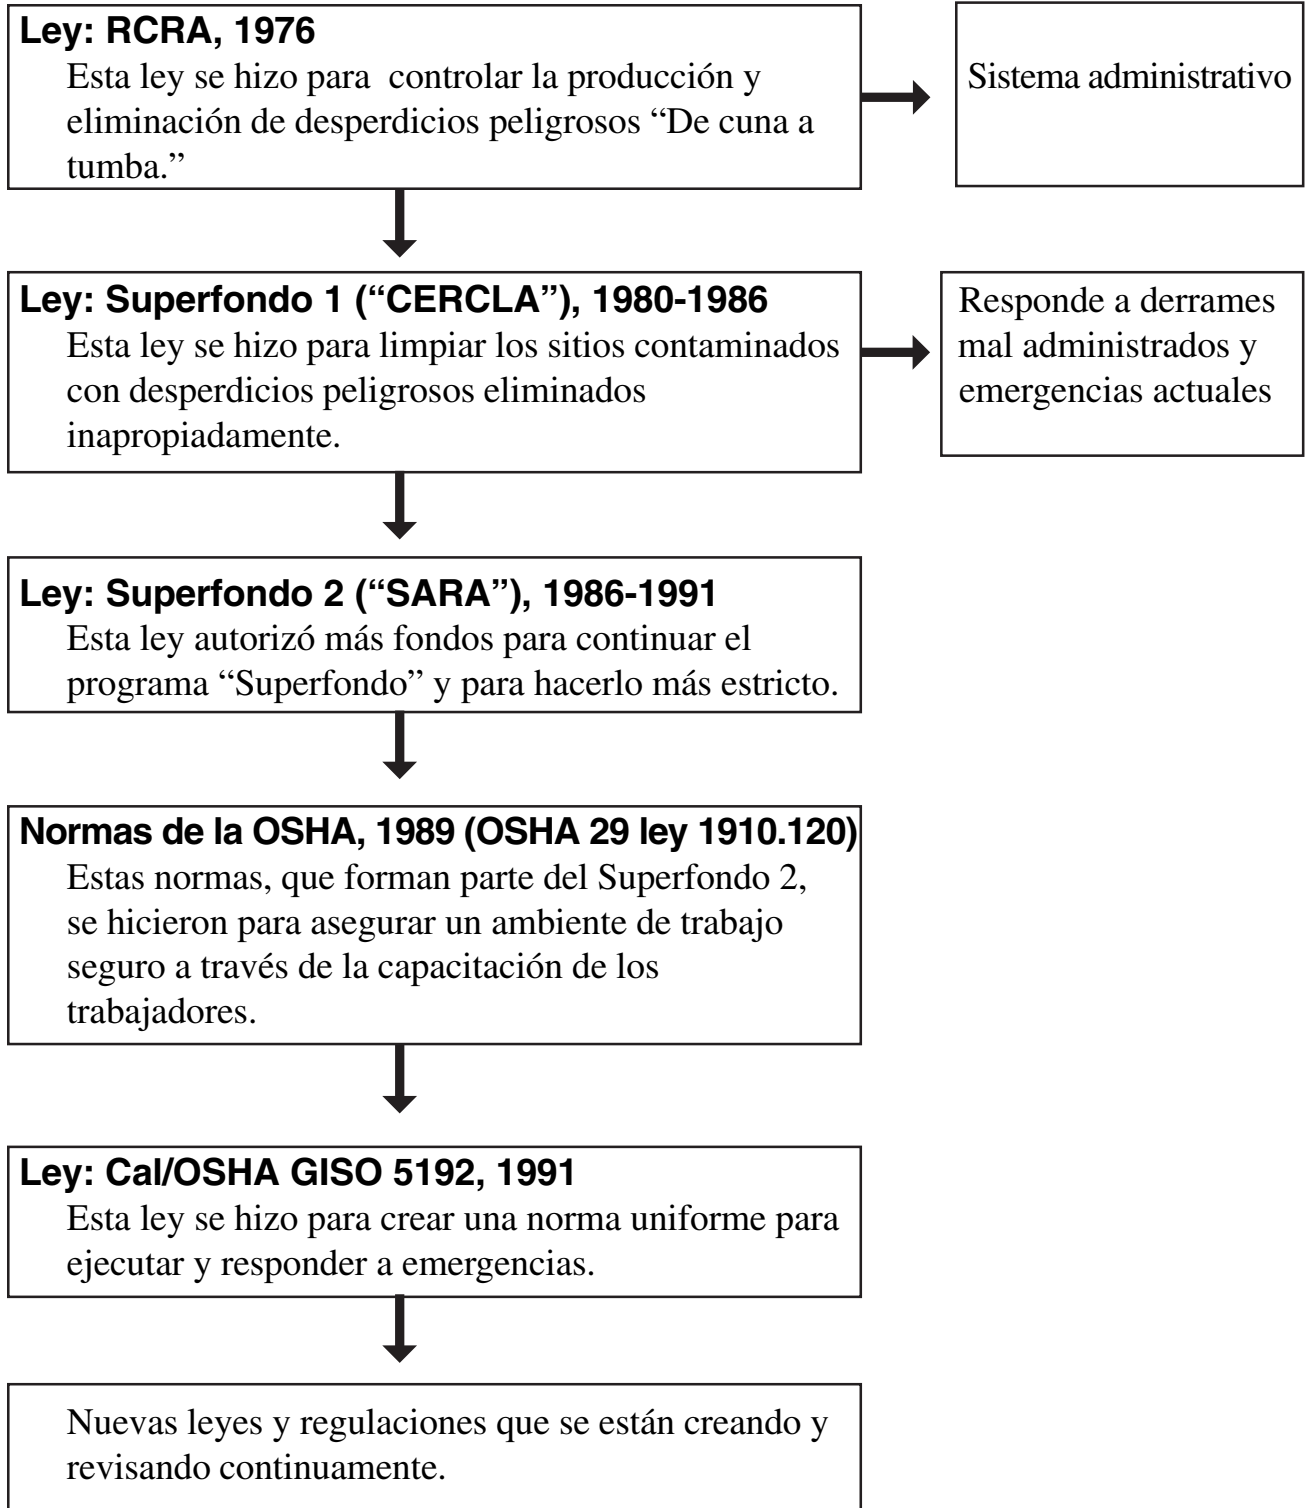 Ley: RCRA, 1976
Esta ley se hizo para controlar la producción y
eliminación de desperdicios peligrosos “De cuna a
tumba.”
Sistema administrativo
Ley: Superfondo 1 (“CERCLA”), 1980-1986
Esta ley se hizo para limpiar los sitios contaminados
con desperdicios peligrosos eliminados
inapropiadamente.
Responde a derrames
mal administrados y
emergencias actuales
Ley: Superfondo 2 (“SARA”), 1986-1991
Esta ley autorizó más fondos para continuar el
programa “Superfondo” y para hacerlo más estricto.
Normas de la OSHA, 1989 (OSHA 29 ley 1910.120)
Estas normas, que forman parte del Superfondo 2,
se hicieron para asegurar un ambiente de trabajo
seguro a través de la capacitación de los
trabajadores.
Ley: Cal/OSHA GISO 5192, 1991
Esta ley se hizo para crear una norma uniforme para
ejecutar y responder a emergencias.
Nuevas leyes y regulaciones que se están creando y
revisando continuamente.